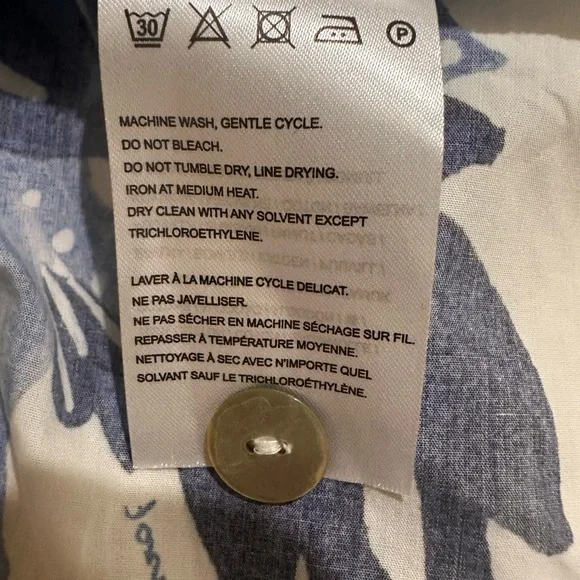 30 P
MACHINE WASH, GENTLE CYCLE.
DO NOT BLEACH.
DO NOT TUMBLE DRY, LINE DRYING.
IRON AT MEDIUM HEAT.
DRY CLEAN WITH ANY SOLVENT EXCEPT
TRICHLOROETHYLENE.
LAVER À LA MACHINE CYCLE DELICAT.
NE PAS JAVELLISER.
NE PAS SÉCHER EN MACHINE SÉCHAGE SUR FIL.
REPASSER À TEMPÉRATURE MOYENNE.
NETTOYAGE À SEC AVEC N'IMPORTE QUEL
SOLVANT SAUF LE TRICHLOROÉTHYLÈNE.